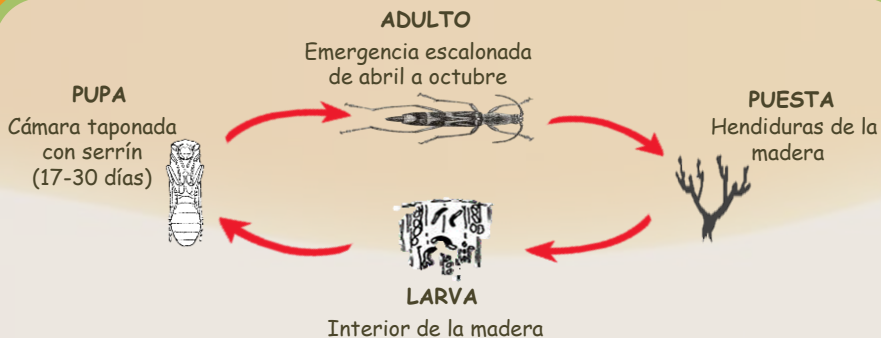 ADULTO
Emergencia escalonada
de abril a octubre
PUPA
Cámara taponada
con serrín
(17-30 días)
PUESTA
Hendiduras de la
madera
LARVA
Interior de la madera